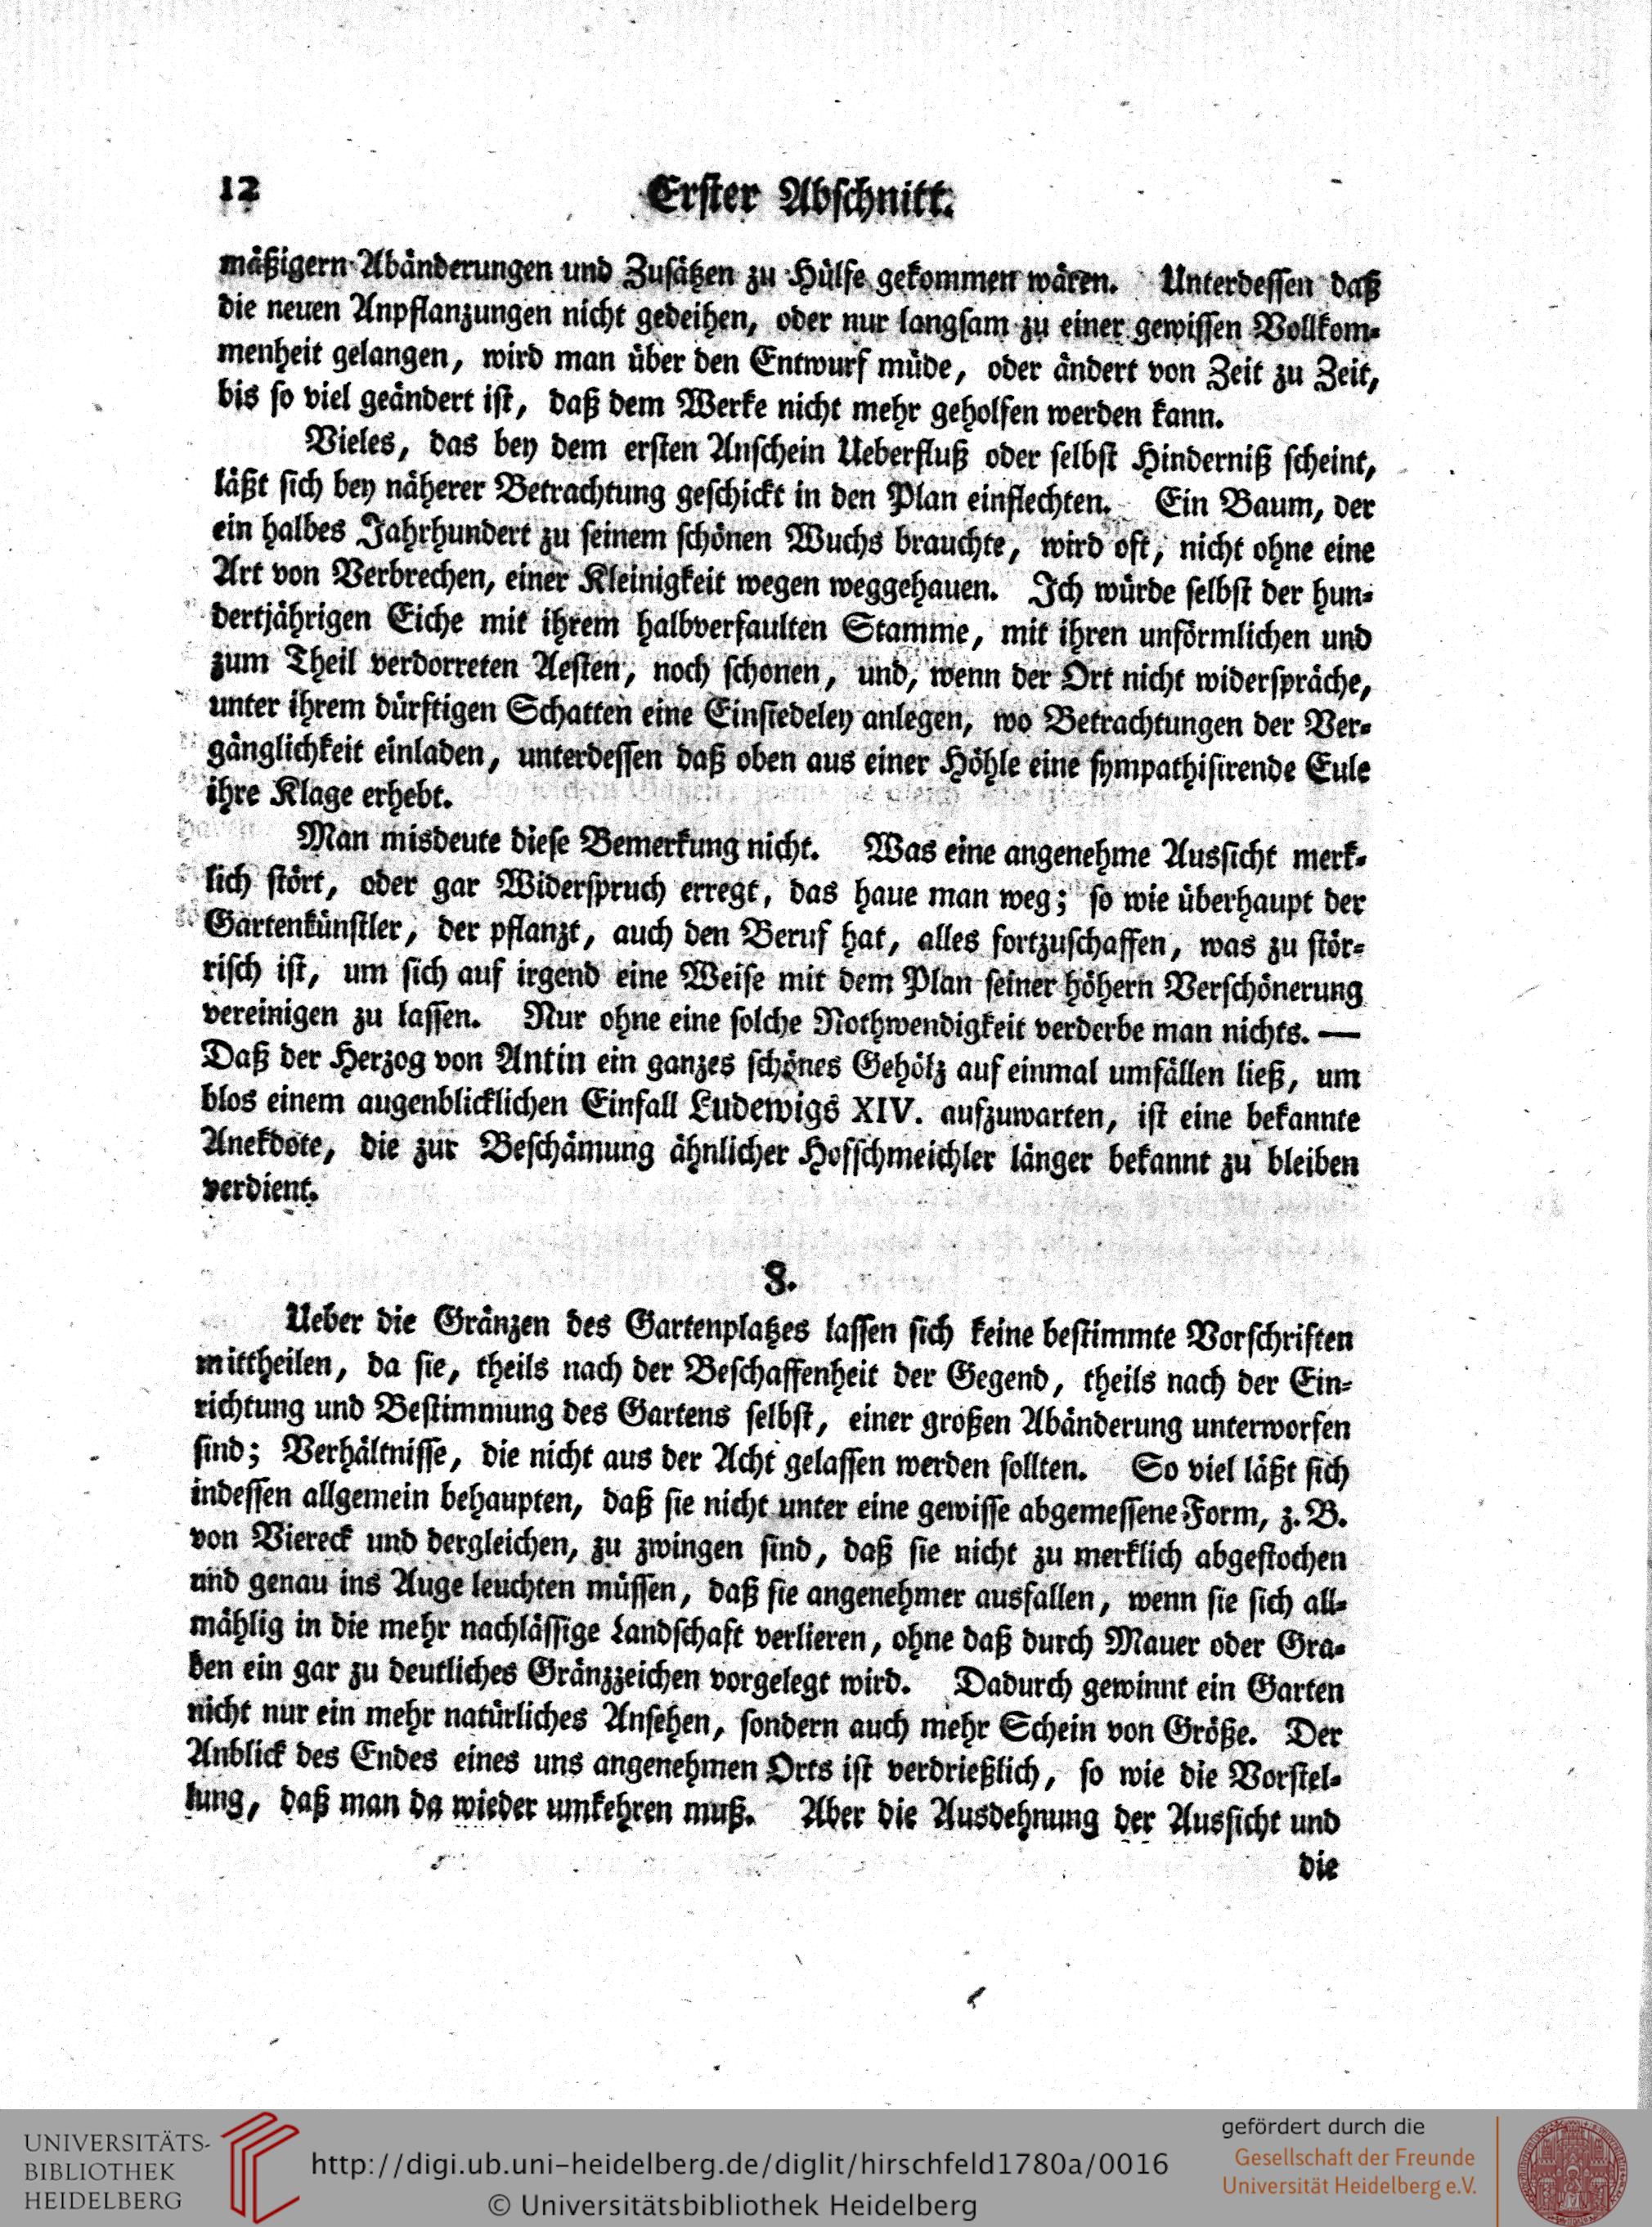 12
Erster Abschnitt.
mäßigern Abänderungen und Zusätzen zu Hülfe gekommen wären. Unterdessen daß
die neuen Anpflanzungen nicht gedeihen, oder nur langsam zu einer gewissen Vollkom-
menheit gelangen, wird man über den Entwurf müde, oder ändert von Zeit zu Zeit,
bis so viel geändert ist, daß dem Werke nicht mehr geholfen werden kann.
Vieles, das bey dem ersten Anschein Ueberfluß oder selbst Hinderniß scheint,
läßt sich bey näherer Betrachtung geschickt in den Plan einflechten. Ein Baum, der
ein halbes Jahrhundert zu seinem schönen Wuchs brauchte, wird oft, nicht ohne eine
Art von Verbrechen, einer Kleinigkeit wegen weggehauen. Ich würde selbst der hun-
dertjährigen Eiche mit ihrem halbverfaulten Stamme, mit ihren unförmlichen und
zum Theil verdorreten Aesten, noch schonen, und, wenn der Ort nicht widerspräche,
unter ihrem dürftigen Schatten eine Einsiedeley anlegen, wo Betrachtungen der Ver-
gänglichkeit einladen, unterdessen daß oben aus einer Höhle eine sympathisirende Eule
ihre Klage erhebt.
Man misdeute diese Bemerkung nicht. Was eine angenehme Aussicht merk-
lich stört, oder gar Widerspruch erregt, das haue man weg; so wie überhaupt der
Gartenkünstler, der pflanzt, auch den Beruf hat, alles fortzuschaffen, was zu stör-
risch ist, um sich auf irgend eine Weise mit dem Plan seiner höhern Verschönerung
vereinigen zu lassen. Nur ohne eine solche Nothwendigkeit verderbe man nichts. —
Daß der Herzog von Antin ein ganzes schönes Gehölz auf einmal umfällen ließ, um
blos einem augenblicklichen Einfall Ludewigs XIV. aufzuwarten, ist eine bekannte
Anekdote, die zur Beschämung ähnlicher Hofschmeichler länger bekannt zu bleiben
verdient.
8.
Ueber die Gränzen des Gartenplatzes lassen sich keine bestimmte Vorschriften
mittheilen, da sie, theils nach der Beschaffenheit der Gegend, theils nach der Ein-
richtung und Bestimmung des Gartens selbst, einer großen Abänderung unterworfen
sind; Verhältnisse, die nicht aus der Acht gelassen werden sollten. So viel läßt sich
indessen allgemein behaupten, daß sie nicht unter eine gewisse abgemessene Form, z. B.
von Viereck und dergleichen, zu zwingen sind, daß sie nicht zu merklich abgestochen
und genau ins Auge leuchten müssen, daß sie angenehmer ausfallen, wenn sie sich all-
mählig in die mehr nachlässige Landschaft verlieren, ohne daß durch Mauer oder Gra-
ben ein gar zu deutliches Gränzzeichen vorgelegt wird. Dadurch gewinnt ein Garten
nicht nur ein mehr natürliches Ansehen, sondern auch mehr Schein von Größe. Der
Anblick des Endes eines uns angenehmen Orts ist verdrießlich, so wie die Vorstel-
lung, daß man da wieder umkehren muß. Aber die Ausdehnung der Aussicht und
die
UNIVERSITÄTS-
BIBLIOTHEK
HEIDELBERG
http://digi.ub.uni-heidelberg.de/diglit/hirschfeld1780a/0016
© Universitätsbibliothek Heidelberg
gefördert durch die
Gesellschaft der Freunde
Universität Heidelberg e.V.